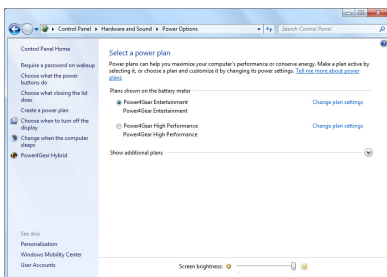 Control Panel ▸ Hardware and Sound ▸ Power Options
Search Control Panel
Control Panel Home
Require a password on wakeup
Choose what the power
buttons do
Choose what closing the lid
does
Create a power plan
Choose when to turn off the
display
Change when the computer
sleeps
Power4Gear Hybrid
See also
Personalization
Windows Mobility Center
User Accounts
Select a power plan
Power plans can help you maximize your computer's performance or conserve energy. Make a plan active by
selecting it, or choose a plan and customize it by changing its power settings. Tell me more about power
plans
Plans shown on the battery meter
Power4Gear Entertainment Change plan settings
Power4Gear Entertainment
Power4Gear High Performance Change plan settings
Power4Gear High Performance
Show additional plans
Screen brightness: